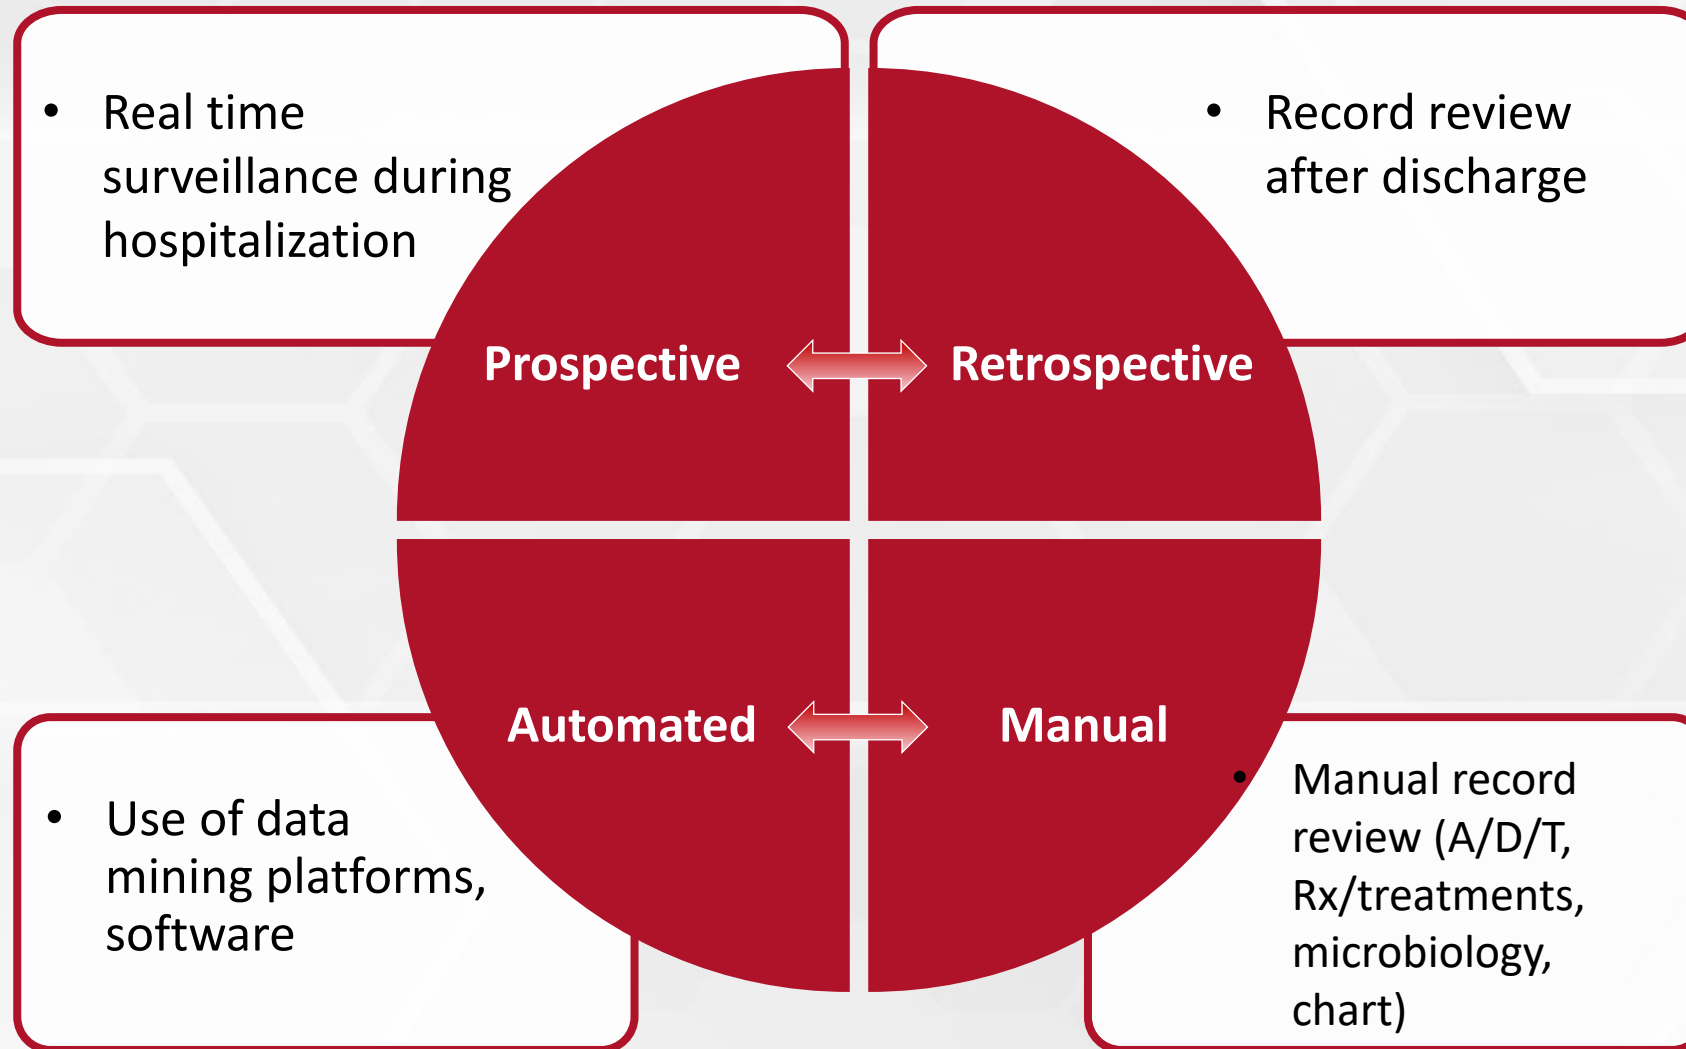 • Real time
surveillance during
hospitalization
• Record review
after discharge
Prospective
Retrospective
Automated
Manual
• Use of data
mining platforms,
software
• Manual record
review (A/D/T,
Rx/treatments,
microbiology,
chart)